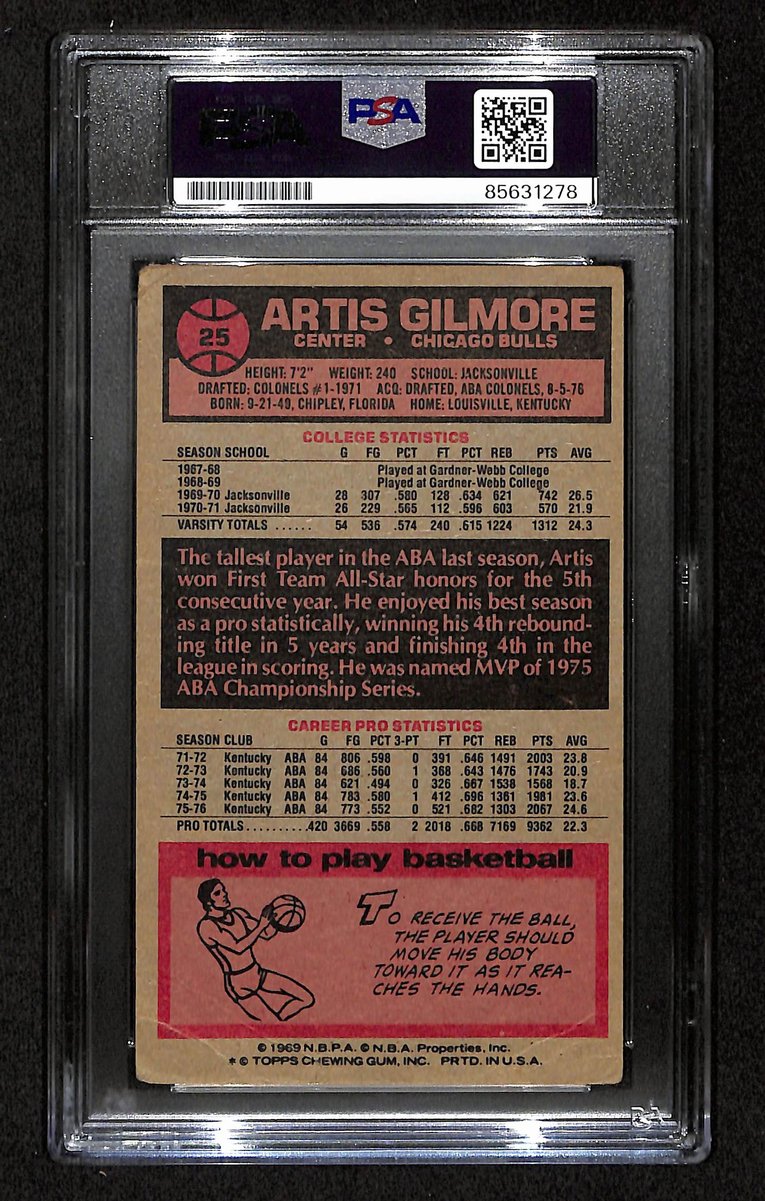 PSA
85631278
25
ARTIS GILMORE
CENTER • CHICAGO BULLS
HEIGHT: 7'2" WEIGHT: 240 SCHOOL: JACKSONVILLE
DRAFTED: COLONELS #1-1971 ACQ: DRAFTED, ABA COLONELS, 8-5-76
BORN: 9-21-49, CHIPLEY, FLORIDA HOME: LOUISVILLE, KENTUCKY
COLLEGE STATISTICS
SEASON SCHOOL G FG PCT FT PCT REB PTS AVG
1967-68 Played at Gardner-Webb College
1968-69 Played at Gardner-Webb College
1969-70 Jacksonville 28 307 .580 128 .634 621 742 26.5
1970-71 Jacksonville 26 229 .565 112 .596 603 570 21.9
VARSITY TOTALS ...... 54 536 .574 240 .615 1224 1312 24.3
The tallest player in the ABA last season, Artis
won First Team All-Star honors for the 5th
consecutive year. He enjoyed his best season
as a pro statistically, winning his 4th rebound-
ing title in 5 years and finishing 4th in the
league in scoring. He was named MVP of 1975
ABA Championship Series.
CAREER PRO STATISTICS
SEASON CLUB G FG PCT 3-PT FT PCT REB PTS AVG
71-72 Kentucky ABA 84 806 .598 0 391 .646 1491 2003 23.8
72-73 Kentucky ABA 84 686 .560 1 368 .643 1476 1743 20.9
73-74 Kentucky ABA 84 621 .494 0 326 .667 1538 1568 18.7
74-75 Kentucky ABA 84 783 .580 1 412 .696 1361 1981 23.6
75-76 Kentucky ABA 84 773 .552 0 521 .682 1303 2067 24.6
PRO TOTALS..........420 3669 .558 2 2018 .668 7169 9362 22.3
how to play basketball
TO RECEIVE THE BALL,
THE PLAYER SHOULD
MOVE HIS BODY
TOWARD IT AS IT REA-
CHES THE HANDS.
© 1969 N.B.P.A. © N.B.A. Properties, Inc.
* © TOPPS CHEWING GUM, INC. PRTD. IN U.S.A.